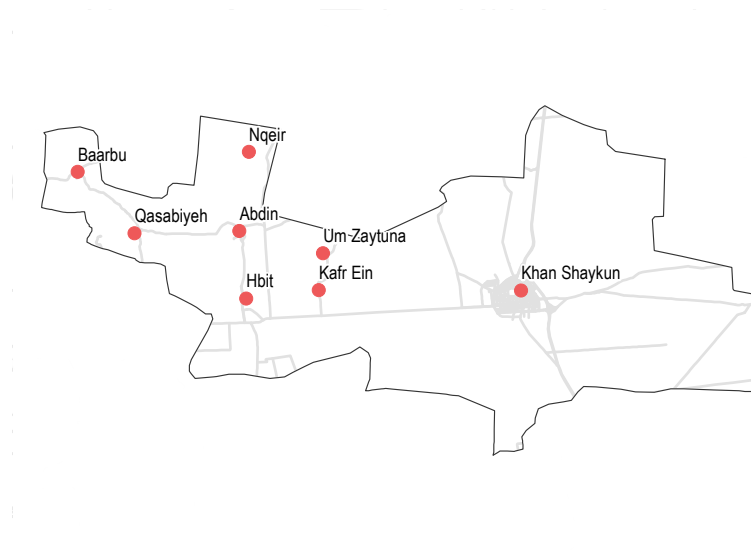 Nqeir
Baarbu
Qasabiyeh
Abdin
Um Zaytuna
Hbit
Kafr Ein
Khan Shaykun